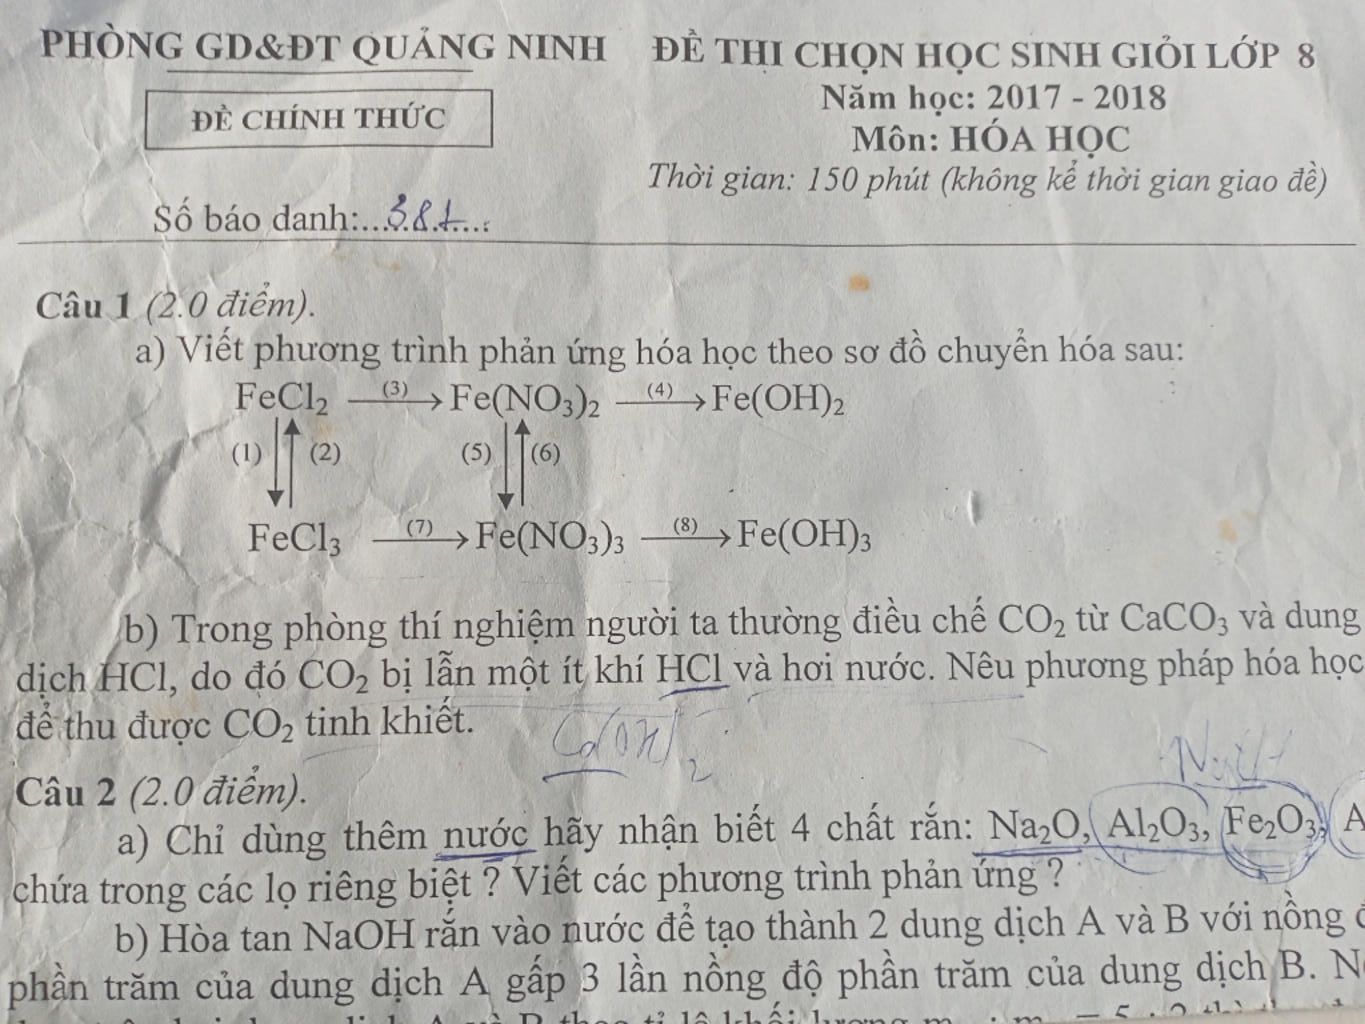 PHÒNG GD&ĐT QUẢNG NINH ĐỀ THI CHỌN HỌC SINH GIỎI LỚP 8
ĐỀ CHÍNH THỨC Năm học: 2017 - 2018
Môn: HÓA HỌC
Thời gian: 150 phút (không kể thời gian giao đề)
Số báo danh:....381....
Câu 1 (2.0 điểm).
a) Viết phương trình phản ứng hóa học theo sơ đồ chuyển hóa sau:
FeCl₂ (3)→ Fe(NO₃)₂ (4)→ Fe(OH)₂
(1)↓ ↑(2) (5)↓ ↑(6)
FeCl₃ (7)→ Fe(NO₃)₃ (8)→ Fe(OH)₃
b) Trong phòng thí nghiệm người ta thường điều chế CO₂ từ CaCO₃ và dung
dịch HCl, do đó CO₂ bị lẫn một ít khí HCl và hơi nước. Nêu phương pháp hóa học
để thu được CO₂ tinh khiết.
Ca(OH)₂
Câu 2 (2.0 điểm).
a) Chỉ dùng thêm nước hãy nhận biết 4 chất rắn: Na₂O, Al₂O₃, Fe₂O₃, A
chứa trong các lọ riêng biệt ? Viết các phương trình phản ứng ?
b) Hòa tan NaOH rắn vào nước để tạo thành 2 dung dịch A và B với nồng
phần trăm của dung dịch A gấp 3 lần nồng độ phần trăm của dung dịch B.